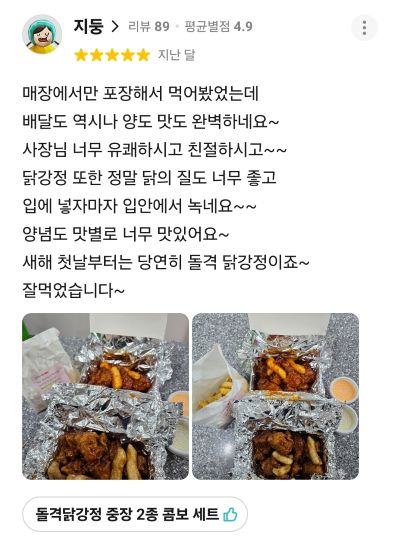 지둥 > 리뷰 89 · 평균별점 4.9
★★★★★ 지난 달
매장에서만 포장해서 먹어봤었는데
배달도 역시나 양도 맛도 완벽하네요~
사장님 너무 유쾌하시고 친절하시고~~
닭강정 또한 정말 닭의 질도 너무 좋고
입에 넣자마자 입안에서 녹네요~~
양념도 맛별로 너무 맛있어요~
새해 첫날부터는 당연히 돌격 닭강정이죠~
잘먹었습니다~
돌격닭강정 중장 2종 콤보 세트